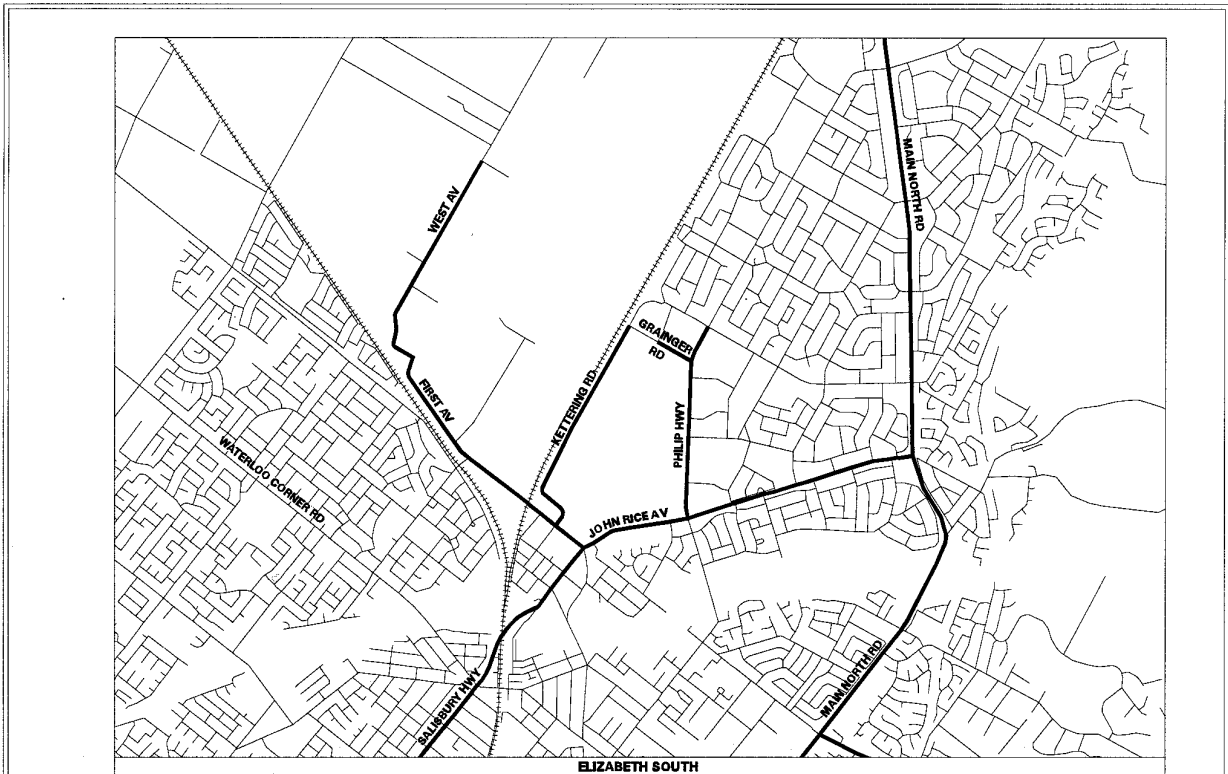 MAIN NORTH RD
WEST AV
GRAINGER
RD
KETTERING RD
FIRST AV
PHILIP HWY
WATERLOO CORNER RD
JOHN RICE AV
MAIN NORTH RD
SALISBURY HWY
ELIZABETH SOUTH